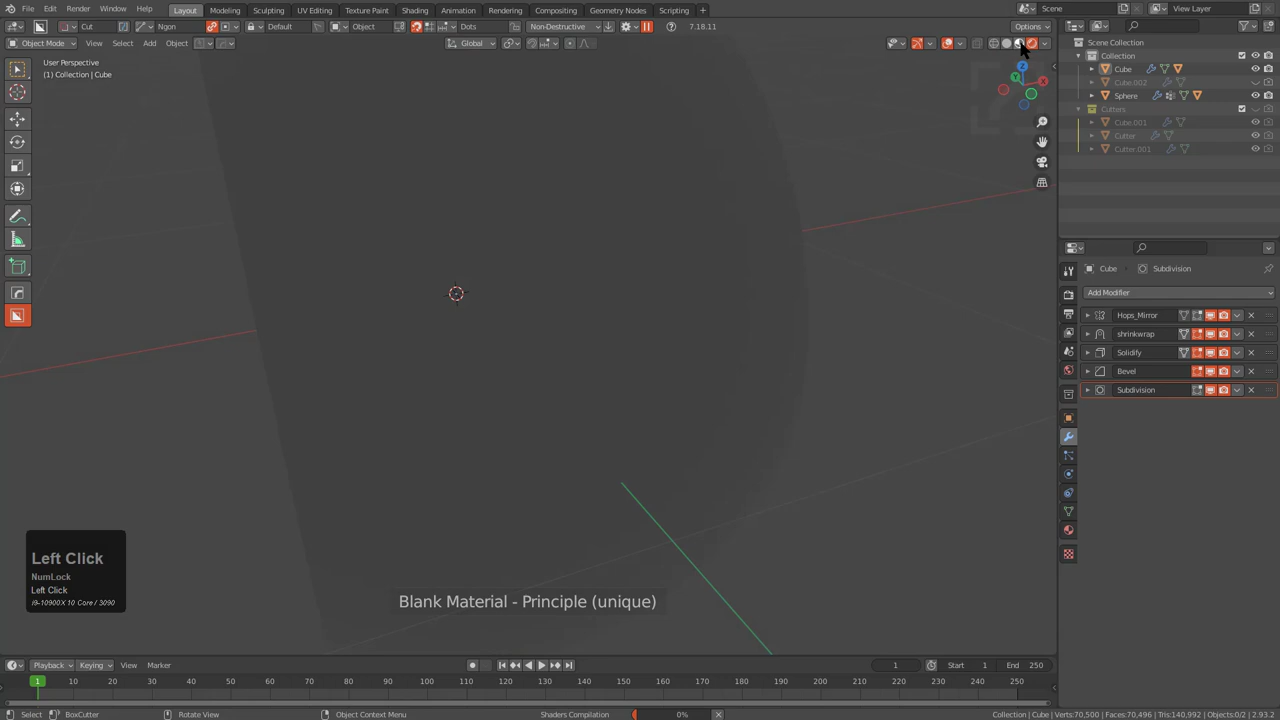 File Edit Render Window Help Layout Modeling Sculpting UV Editing Texture Paint Shading Animation Rendering Compositing Geometry Nodes Scripting + Scene View Layer
Cut Ngon Default Object Dots Non-Destructive 7.18.11 Options
Object Mode View Select Add Object Global
User Perspective
(1) Collection | Cube
Z
Y
X
Scene Collection
Collection
Cube
Cube.002
Sphere
Cutters
Cube.001
Cutter
Cutter.001
Cube Subdivision
Add Modifier
Hops_Mirror
shrinkwrap
Solidify
Bevel
Subdivision
Left Click
NumLock
Left Click
i9-10900X 10 Core / 3090
Blank Material - Principle (unique)
Playback Keying View Marker 1 Start 1 End 250
1 10 20 30 40 50 60 70 80 90 100 110 120 130 140 150 160 170 180 190 200 210 220 230 240 250
Select BoxCutter Rotate View Object Context Menu Shaders Compilation 0% Collection | Cube | Verts:70,500 | Faces:70,496 | Tris:140,992 | Objects:0/2 | 2.93.2